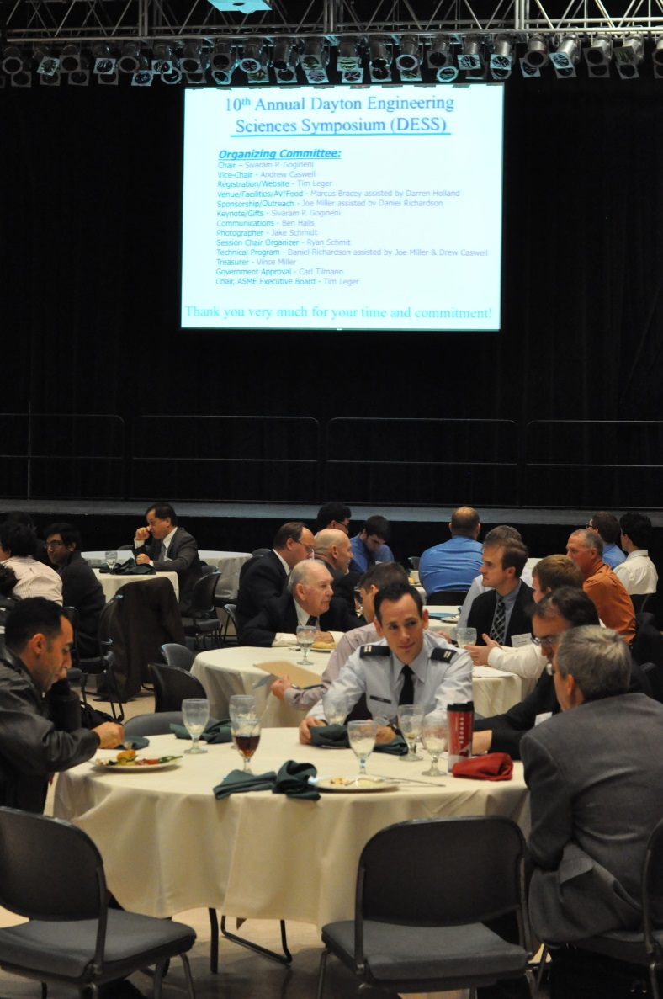 10th Annual Dayton Engineering
Sciences Symposium (DESS)
Organizing Committee:
Chair – Sivaram P. Gogineni
Vice-Chair - Andrew Caswell
Registration/Website - Tim Leger
Venue/Facilities/AV/Food - Marcus Bracey assisted by Darren Holland
Sponsorship/Outreach - Joe Miller assisted by Daniel Richardson
Keynote/Gifts - Sivaram P. Gogineni
Communications - Ben Halls
Photographer - Jake Schmidt
Session Chair Organizer - Ryan Schmit
Technical Program - Daniel Richardson assisted by Joe Miller & Drew Caswell
Treasurer - Vince Miller
Government Approval - Carl Tilmann
Chair, ASME Executive Board - Tim Leger
Thank you very much for your time and commitment!